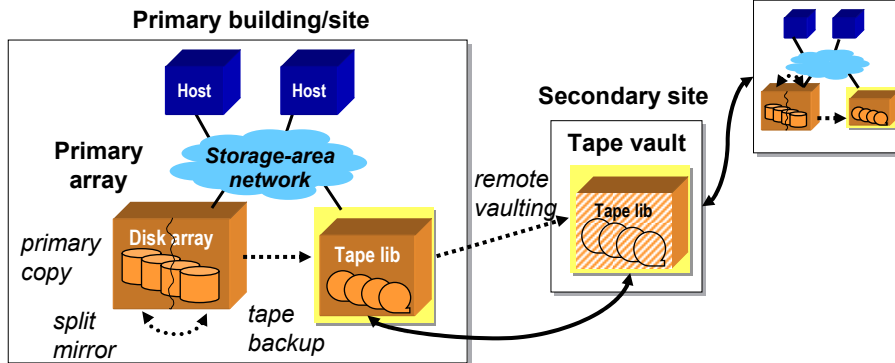 Primary building/site
Host
Host
Storage-area
network
Primary
array
Disk array
Tape lib
primary
copy
split
mirror
tape
backup
remote
vaulting
Secondary site
Tape vault
Tape lib